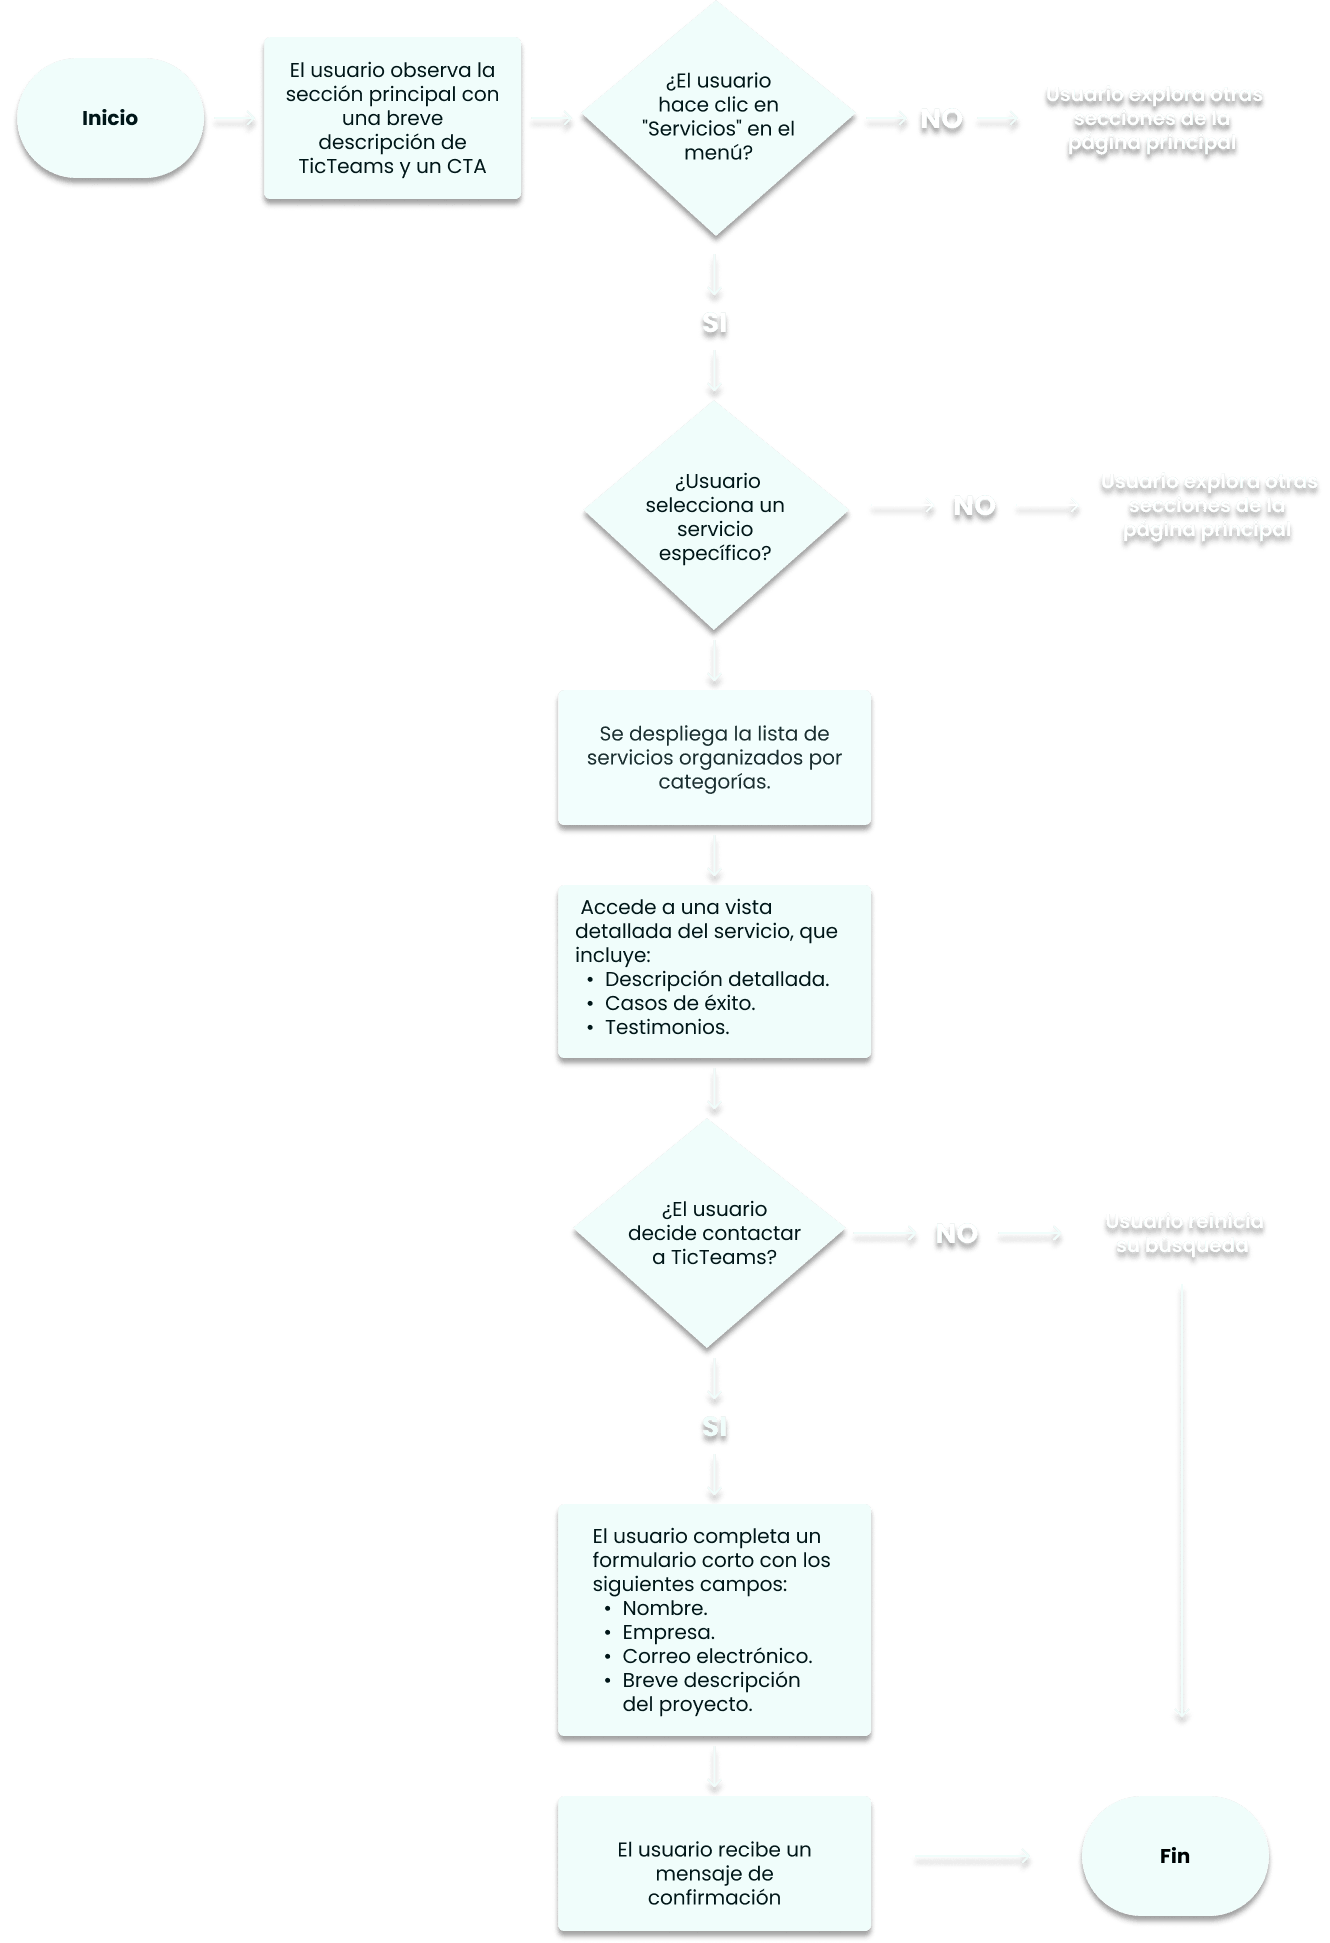 Inicio
El usuario observa la
sección principal con
una breve
descripción de
TicTeams y un CTA
¿El usuario
hace clic en
"Servicios" en el
menú?
NO
Usuario explora otras
secciones de la
página principal
SI
¿Usuario
selecciona un
servicio
específico?
NO
Usuario explora otras
secciones de la
página principal
Se despliega la lista de
servicios organizados por
categorías.
Accede a una vista
detallada del servicio, que
incluye:
• Descripción detallada.
• Casos de éxito.
• Testimonios.
¿El usuario
decide contactar
a TicTeams?
NO
Usuario reinicia
su búsqueda
SI
El usuario completa un
formulario corto con los
siguientes campos:
• Nombre.
• Empresa.
• Correo electrónico.
• Breve descripción
del proyecto.
El usuario recibe un
mensaje de
confirmación
Fin